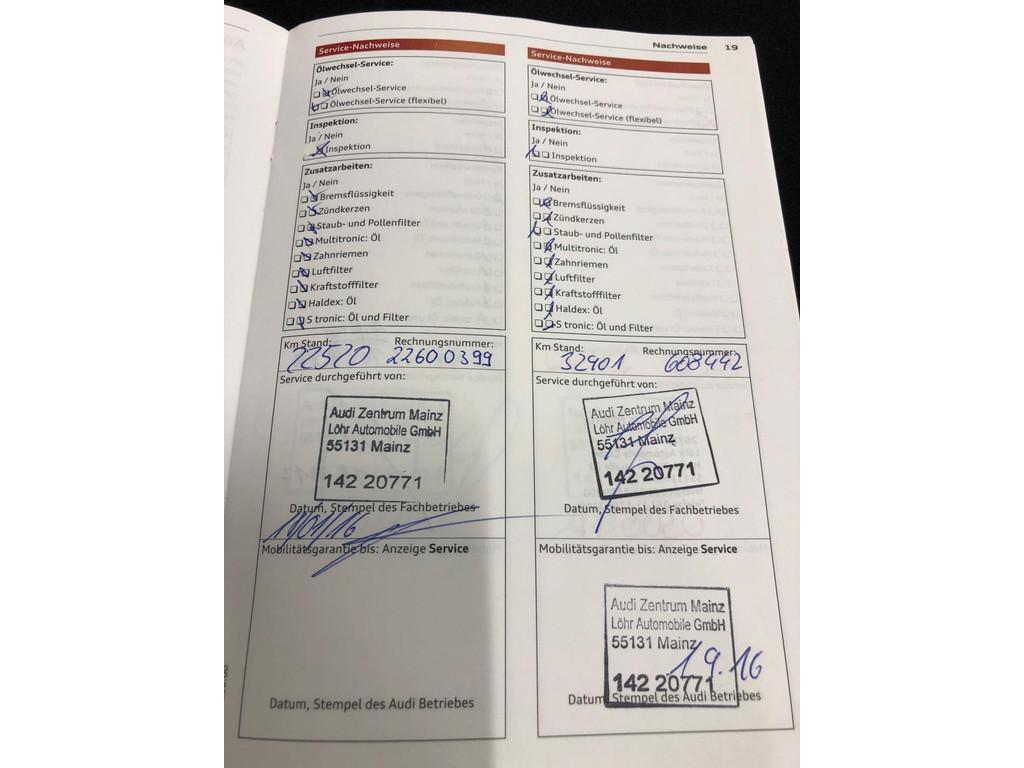 Nachweise 19
Service-Nachweise
Ölwechsel-Service:
Ja / Nein
Ölwechsel-Service
Ölwechsel-Service (flexibel)
Inspektion:
Ja / Nein
Inspektion
Zusatzarbeiten:
Ja / Nein
Bremsflüssigkeit
Zündkerzen
Staub- und Pollenfilter
Multitronic: Öl
Zahnriemen
Luftfilter
Kraftstofffilter
Haldex: Öl
S tronic: Öl und Filter
Km Stand: Rechnungsnummer:
22520 22600399
Service durchgeführt von:
Audi Zentrum Mainz
Löhr Automobile GmbH
55131 Mainz
142 20771
Datum, Stempel des Fachbetriebes
Mobilitätsgarantie bis: Anzeige Service
Datum, Stempel des Audi Betriebes
Service-Nachweise
Ölwechsel-Service:
Ja / Nein
Ölwechsel-Service
Ölwechsel-Service (flexibel)
Inspektion:
Ja / Nein
Inspektion
Zusatzarbeiten:
Ja / Nein
Bremsflüssigkeit
Zündkerzen
Staub- und Pollenfilter
Multitronic: Öl
Zahnriemen
Luftfilter
Kraftstofffilter
Haldex: Öl
S tronic: Öl und Filter
Km Stand: Rechnungsnummer:
32901 608992
Service durchgeführt von:
Audi Zentrum Mainz
Löhr Automobile GmbH
55131 Mainz
142 20771
Datum, Stempel des Fachbetriebes
Mobilitätsgarantie bis: Anzeige Service
Audi Zentrum Mainz
Löhr Automobile GmbH
55131 Mainz
1 9. 16
142 20771
Datum, Stempel des Audi Betriebes